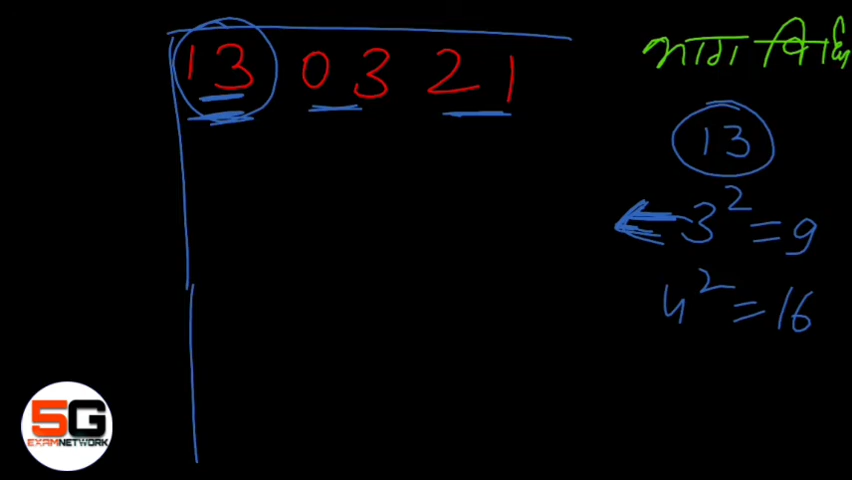 13 03 21
भाग विधि
13
3² = 9
4² = 16
5G
EXAMNETWORK